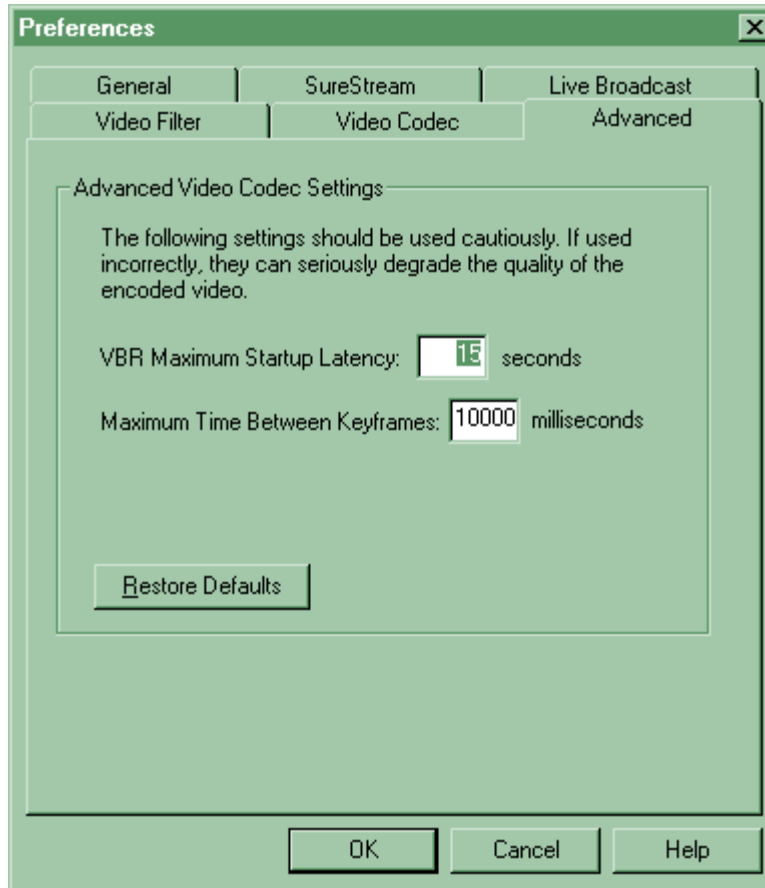 Preferences
General SureStream Live Broadcast
Video Filter Video Codec Advanced
Advanced Video Codec Settings
The following settings should be used cautiously. If used
incorrectly, they can seriously degrade the quality of the
encoded video.
VBR Maximum Startup Latency: 15 seconds
Maximum Time Between Keyframes: 10000 milliseconds
Restore Defaults
OK Cancel Help